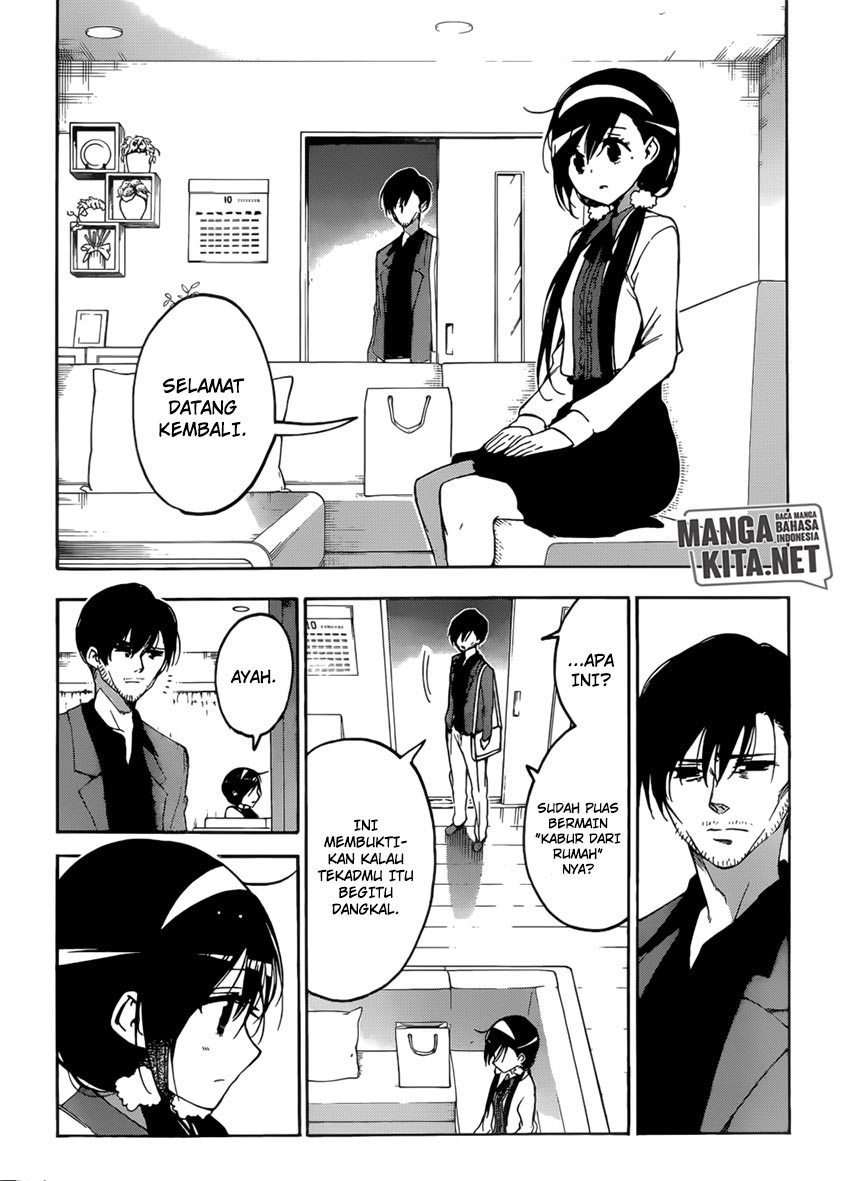 10
SELAMAT
DATANG
KEMBALI.
MANGA
KITA.NET
BACA MANGA
BAHASA
INDONESIA
...APA
INI?
SUDAH PUAS
BERMAIN
"KABUR DARI
RUMAH"
NYA?
10
INI
MEMBUKTI-
KAN KALAU
TEKADMU ITU
BEGITU
DANGKAL.
AYAH.